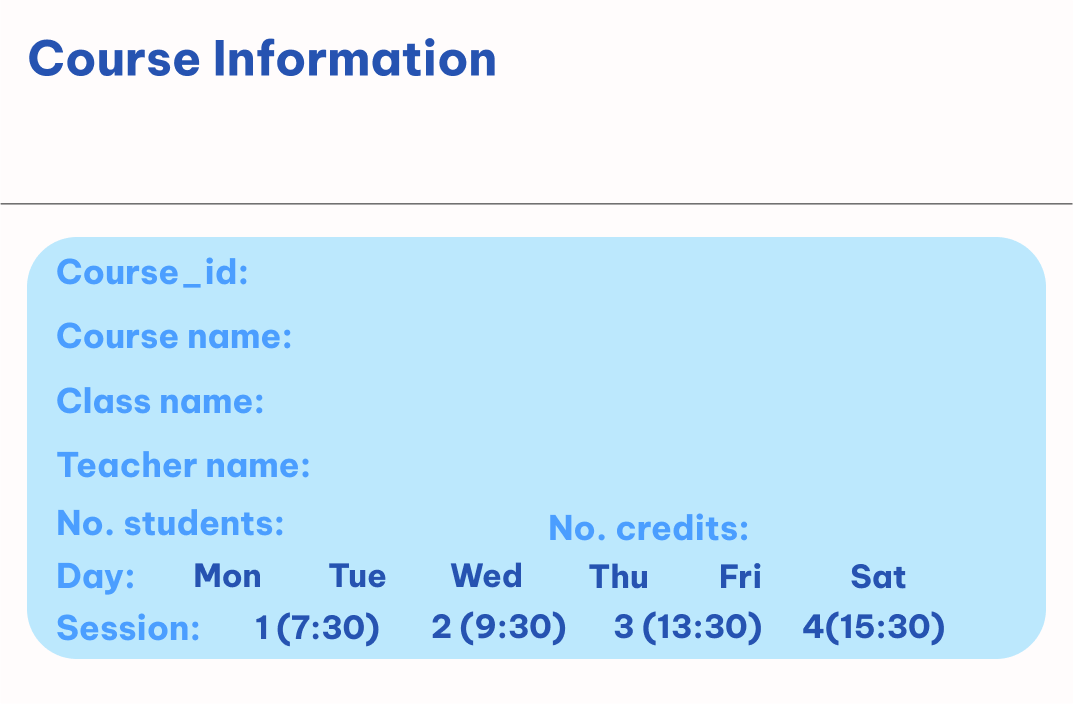 Course Information
Course_id:
Course name:
Class name:
Teacher name:
No. students: No. credits:
Day: Mon Tue Wed Thu Fri Sat
Session: 1 (7:30) 2 (9:30) 3 (13:30) 4(15:30)